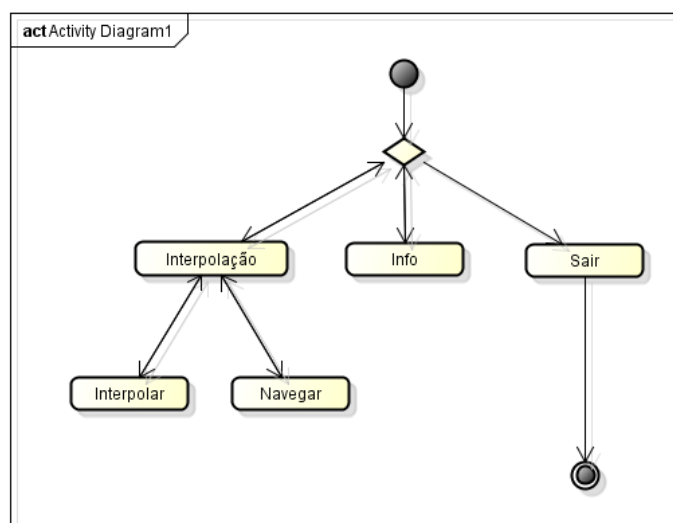 act Activity Diagram1
Interpolação
Info
Sair
Interpolar
Navegar